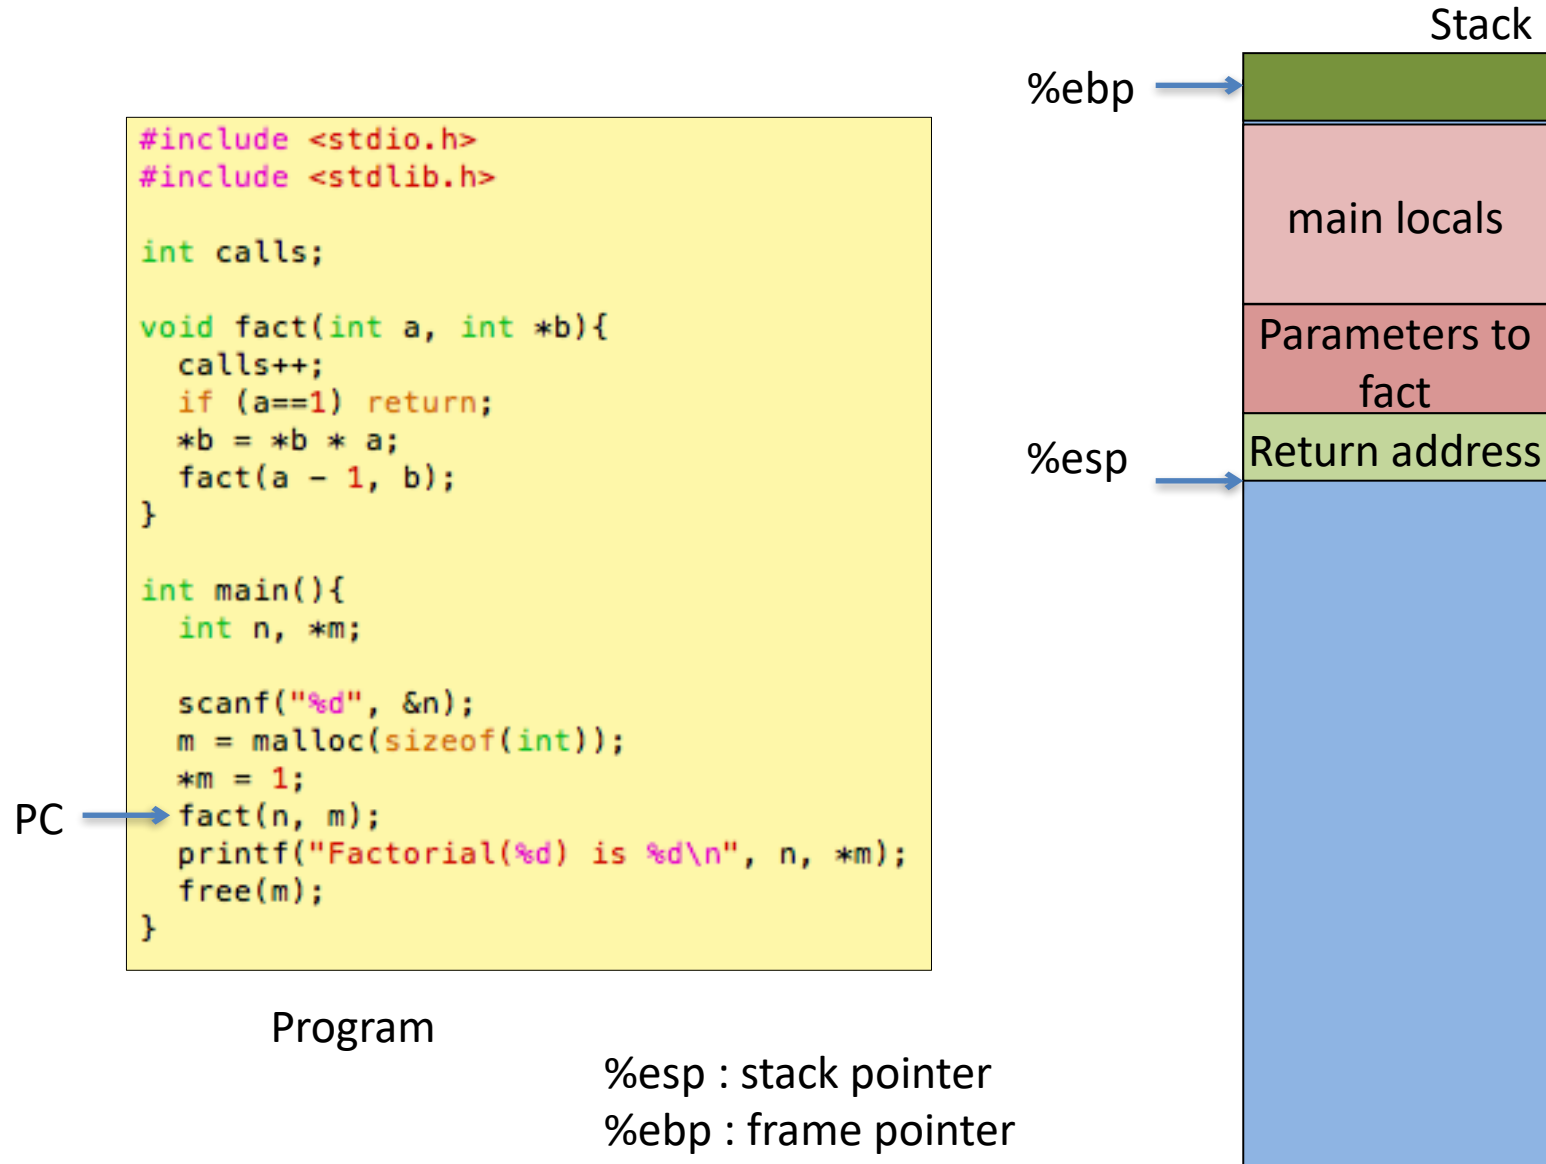 Stack
%ebp
#include <stdio.h>
#include <stdlib.h>
int calls;
void fact(int a, int *b){
  calls++;
  if (a==1) return;
  *b = *b * a;
  fact(a - 1, b);
}
int main(){
  int n, *m;
  scanf("%d", &n);
  m = malloc(sizeof(int));
  *m = 1;
  fact(n, m);
  printf("Factorial(%d) is %d\n", n, *m);
  free(m);
}
PC
Program
main locals
Parameters to
fact
%esp
Return address
%esp : stack pointer
%ebp : frame pointer